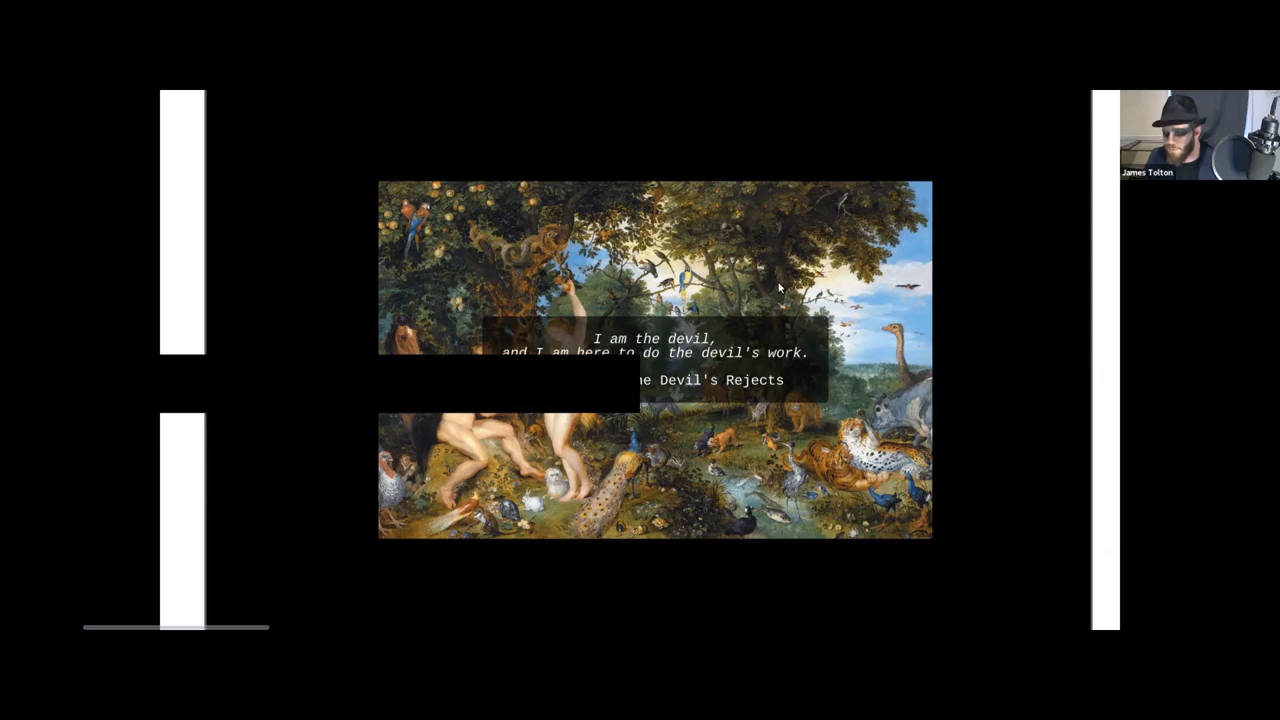 I am the devil,
and I am here to do the devil's work.
he Devil's Rejects
James Tolton